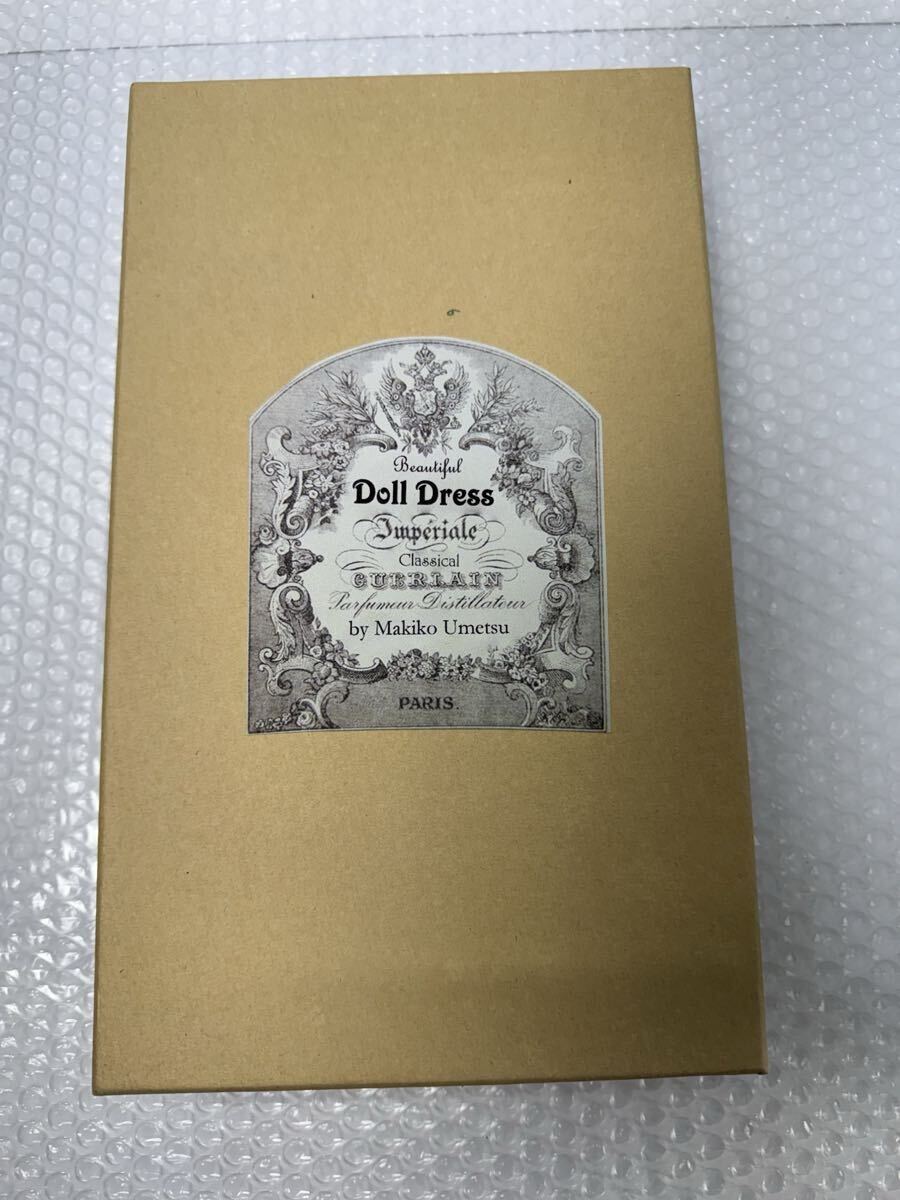 Beautiful
Doll Dress
Impériale
Classical
GUERLAIN
Parfumeur-Distillateur
by Makiko Umetsu
PARIS.